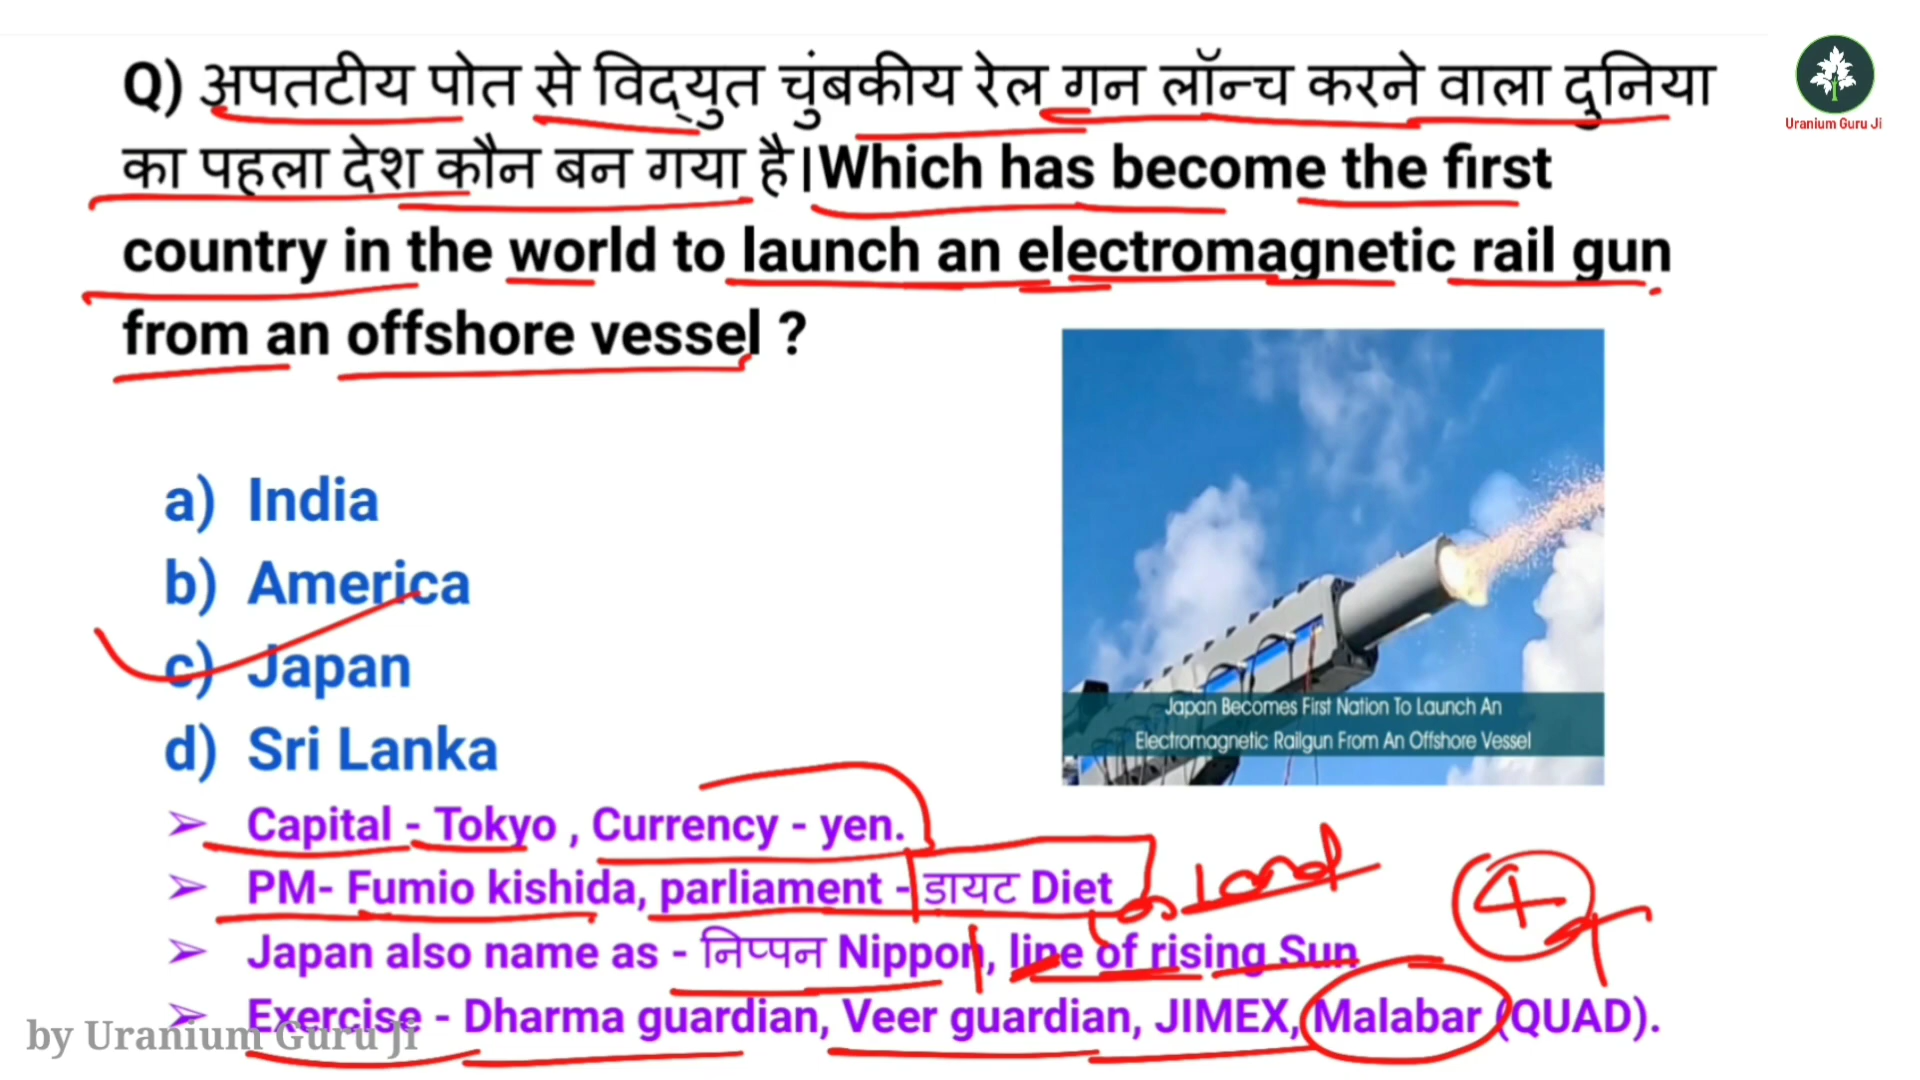 Q) अपतटीय पोत से विद्युत चुंबकीय रेल गन लॉन्च करने वाला दुनिया
का पहला देश कौन बन गया है।Which has become the first
country in the world to launch an electromagnetic rail gun
from an offshore vessel ?
Uranium Guru Ji
a) India
b) America
c) Japan
d) Sri Lanka
Japan Becomes First Nation To Launch An
Electromagnetic Railgun From An Offshore Vessel
➢ Capital - Tokyo , Currency - yen.
➢ PM- Fumio kishida, parliament - डायट Diet
land
4
➢ Japan also name as - निप्पन Nippon, line of rising Sun
➢ Exercise - Dharma guardian, Veer guardian, JIMEX, Malabar (QUAD).
by Uranium Guru Ji